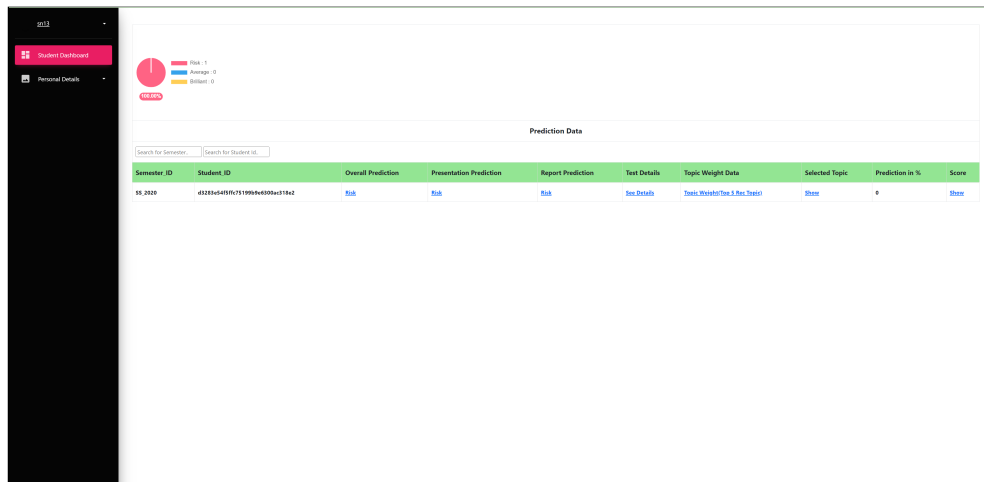 sn13
Student Dashboard
Personal Details
Risk : 1
Average : 0
Brilliant : 0
100.00%
Prediction Data
Search for Semester..
Search for Student Id..
Semester_ID Student_ID Overall Prediction Presentation Prediction Report Prediction Test Details Topic Weight Data Selected Topic Prediction in % Score
SS_2020 d3283e54f5ffc75199b9e6300ac318e2 Risk Risk Risk See Details Topic Weight(Top 5 Rec Topic) Show 0 Show